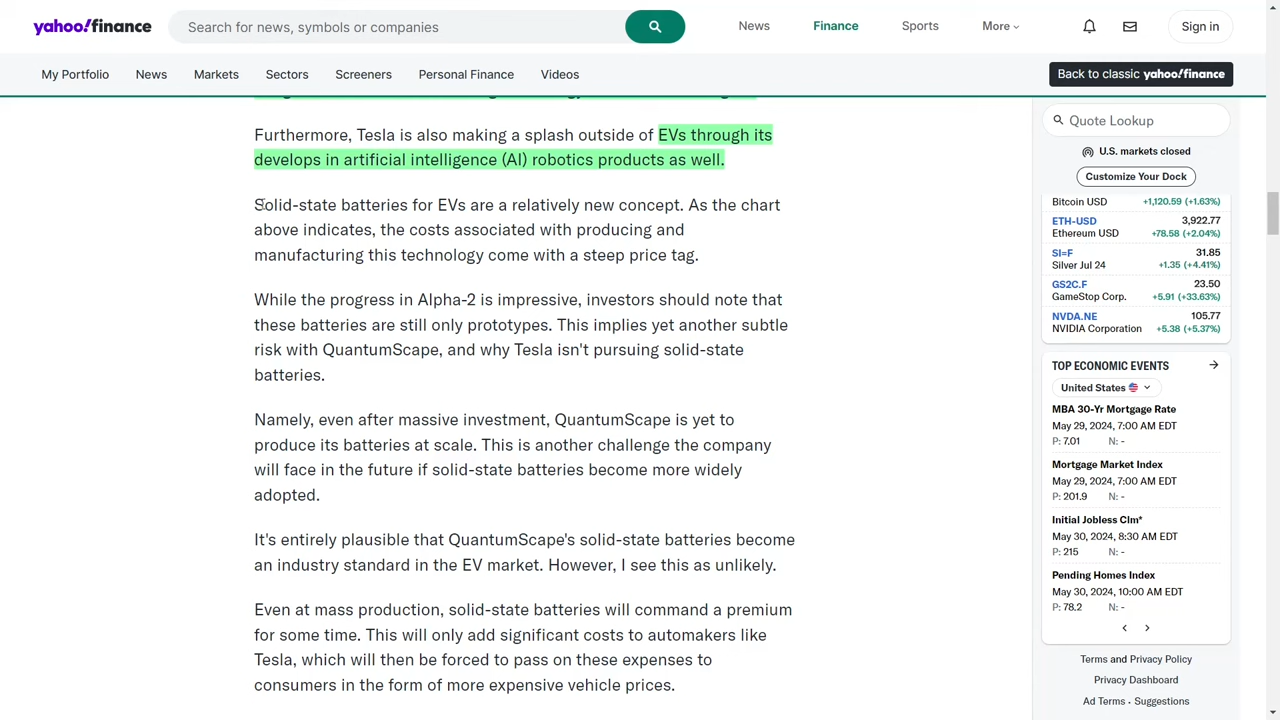 yahoo!finance
Search for news, symbols or companies
News
Finance
Sports
More
Sign in
My Portfolio
News
Markets
Sectors
Screeners
Personal Finance
Videos
Back to classic yahoo!finance
Furthermore, Tesla is also making a splash outside of EVs through its
develops in artificial intelligence (AI) robotics products as well.
Solid-state batteries for EVs are a relatively new concept. As the chart
above indicates, the costs associated with producing and
manufacturing this technology come with a steep price tag.
While the progress in Alpha-2 is impressive, investors should note that
these batteries are still only prototypes. This implies yet another subtle
risk with QuantumScape, and why Tesla isn't pursuing solid-state
batteries.
Namely, even after massive investment, QuantumScape is yet to
produce its batteries at scale. This is another challenge the company
will face in the future if solid-state batteries become more widely
adopted.
It's entirely plausible that QuantumScape's solid-state batteries become
an industry standard in the EV market. However, I see this as unlikely.
Even at mass production, solid-state batteries will command a premium
for some time. This will only add significant costs to automakers like
Tesla, which will then be forced to pass on these expenses to
consumers in the form of more expensive vehicle prices.
Quote Lookup
U.S. markets closed
Customize Your Dock
Bitcoin USD +1,120.59 (+1.63%)
ETH-USD 3,922.77
Ethereum USD +78.58 (+2.04%)
SI=F 31.85
Silver Jul 24 +1.35 (+4.41%)
GS2C.F 23.50
GameStop Corp. +5.91 (+33.63%)
NVDA.NE 105.77
NVIDIA Corporation +5.38 (+5.37%)
TOP ECONOMIC EVENTS
United States
MBA 30-Yr Mortgage Rate
May 29, 2024, 7:00 AM EDT
P: 7.01 N: -
Mortgage Market Index
May 29, 2024, 7:00 AM EDT
P: 201.9 N: -
Initial Jobless Clm*
May 30, 2024, 8:30 AM EDT
P: 215 N: -
Pending Homes Index
May 30, 2024, 10:00 AM EDT
P: 78.2 N: -
Terms and Privacy Policy
Privacy Dashboard
Ad Terms • Suggestions